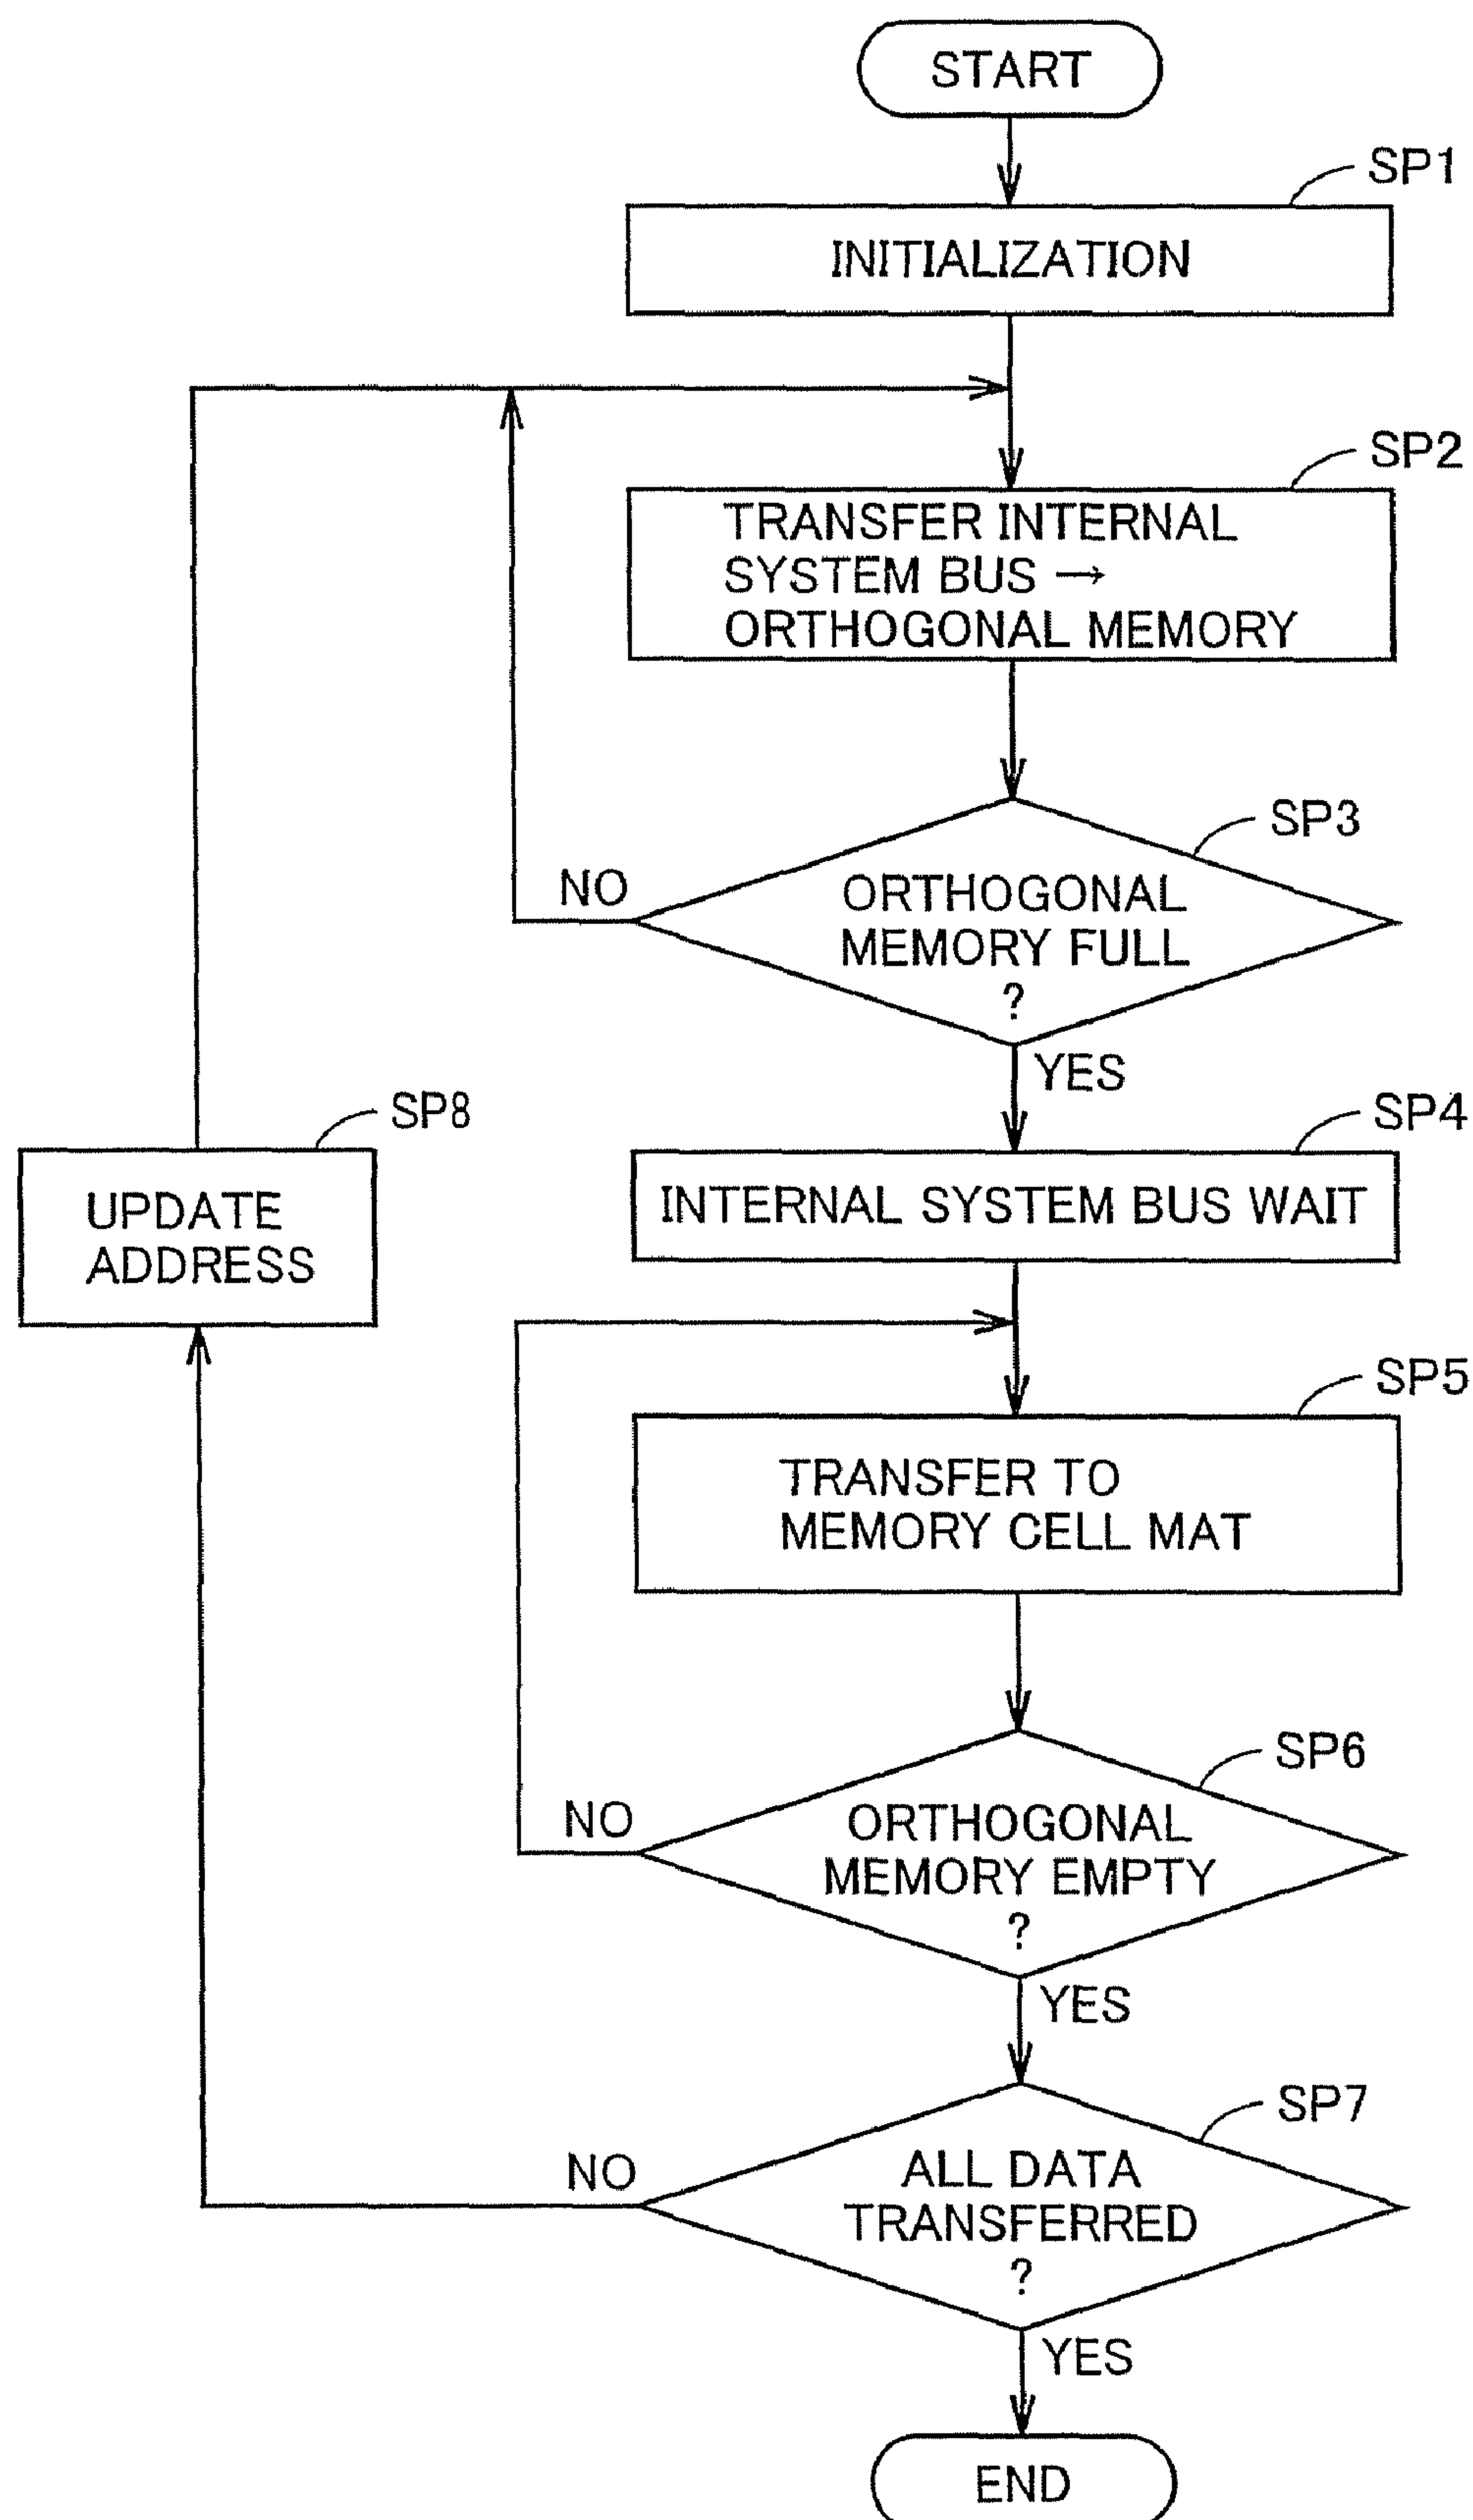 START
SP1
INITIALIZATION
SP2
TRANSFER INTERNAL
SYSTEM BUS →
ORTHOGONAL MEMORY
SP3
NO
ORTHOGONAL
MEMORY FULL
?
YES
SP8
SP4
UPDATE
ADDRESS
INTERNAL SYSTEM BUS WAIT
SP5
TRANSFER TO
MEMORY CELL MAT
SP6
NO
ORTHOGONAL
MEMORY EMPTY
?
YES
SP7
NO
ALL DATA
TRANSFERRED
?
YES
END